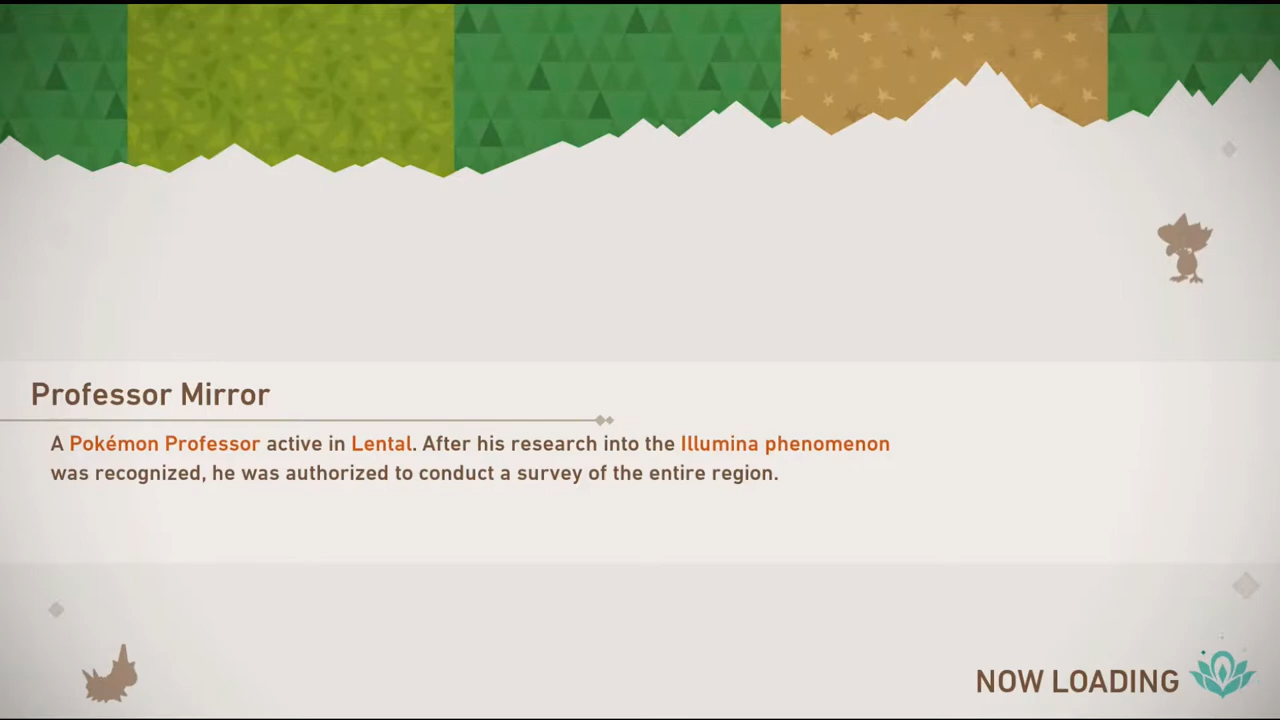 Professor Mirror
A Pokémon Professor active in Lental. After his research into the Illumina phenomenon
was recognized, he was authorized to conduct a survey of the entire region.
NOW LOADING